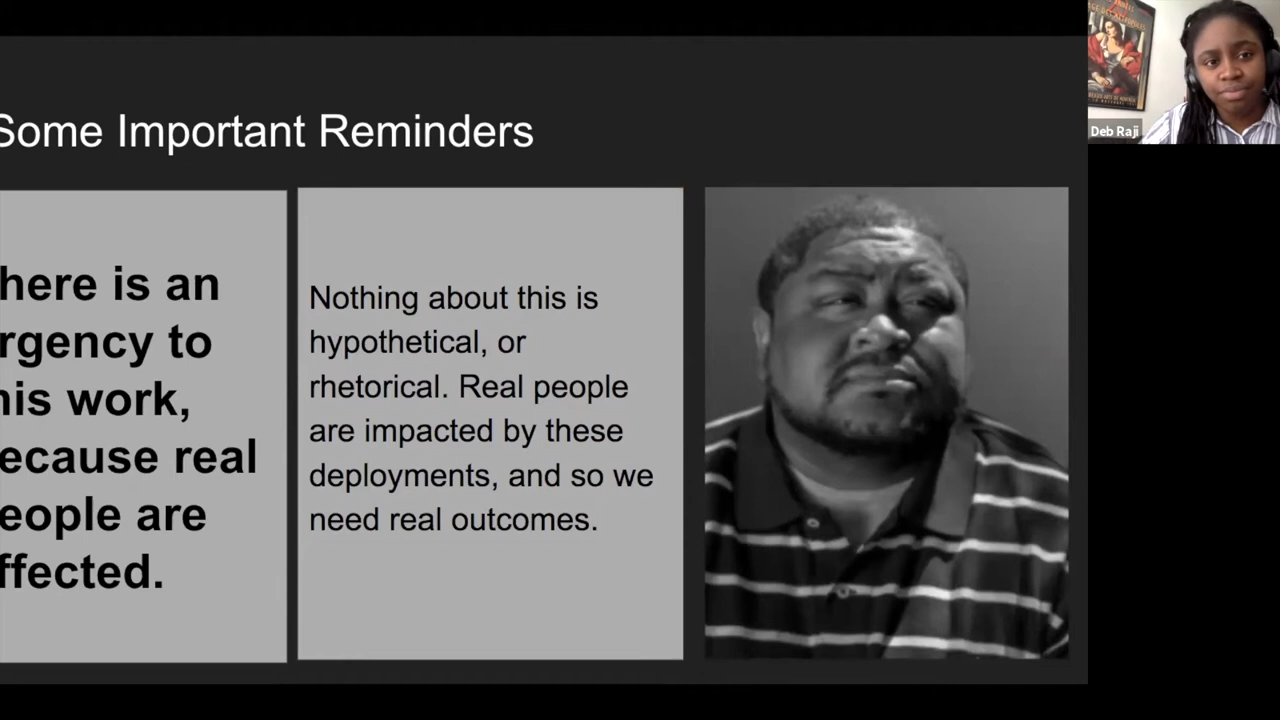 Some Important Reminders
here is an
rgency to
his work,
ecause real
eople are
ffected.
Nothing about this is
hypothetical, or
rhetorical. Real people
are impacted by these
deployments, and so we
need real outcomes.
Deb Raji